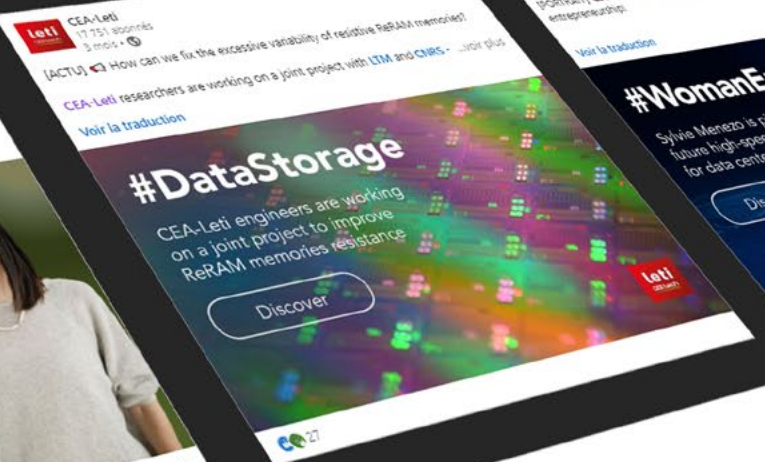 Leti
CEA-Leti
17 751 abonnés
3 mois •
[ACTU] How can we fix the excessive variability of resistive ReRAM memories?
CEA-Leti researchers are working on a joint project with LTM and CNRS - ...voir plus
Voir la traduction
#DataStorage
CEA-Leti engineers are working
on a joint project to improve
ReRAM memories resistance
Discover
Leti
27
entrepreneurship!
Voir la traduction
#WomanE
Sylvie Menezo is p
future high-spee
for data cente
Dis